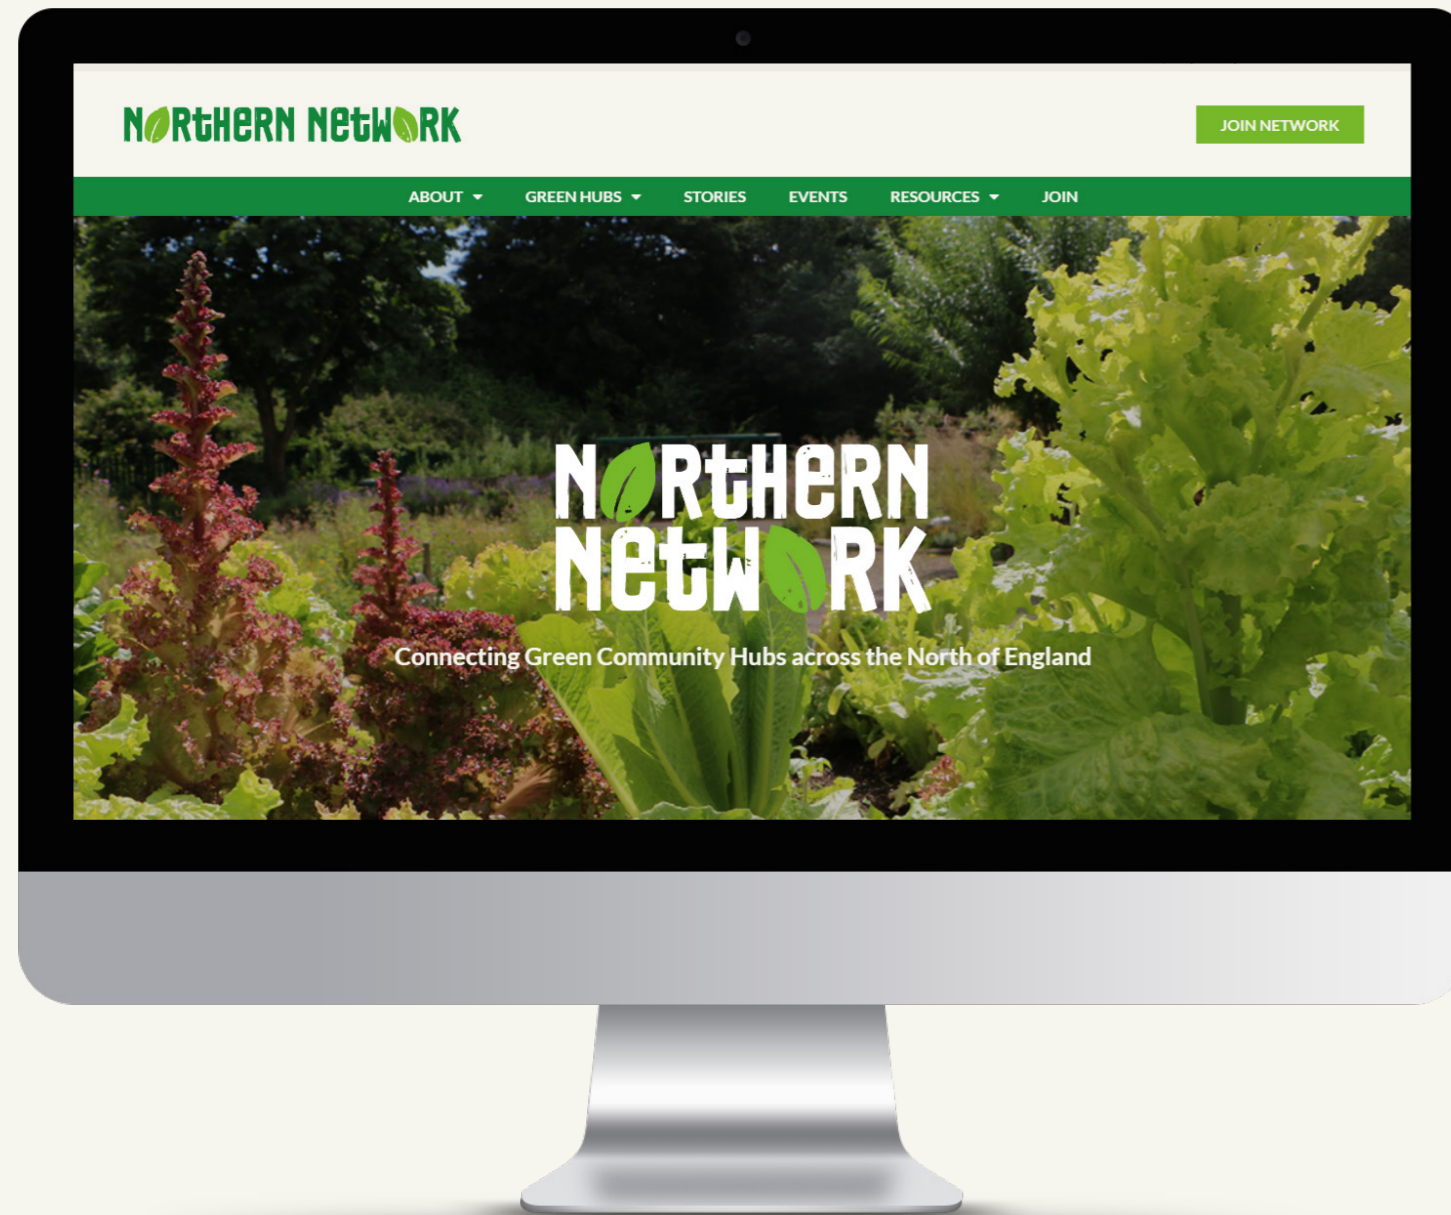 NORTHERN NETWORK
JOIN NETWORK
ABOUT GREEN HUBS STORIES EVENTS RESOURCES JOIN
NORTHERN
NETWORK
Connecting Green Community Hubs across the North of England